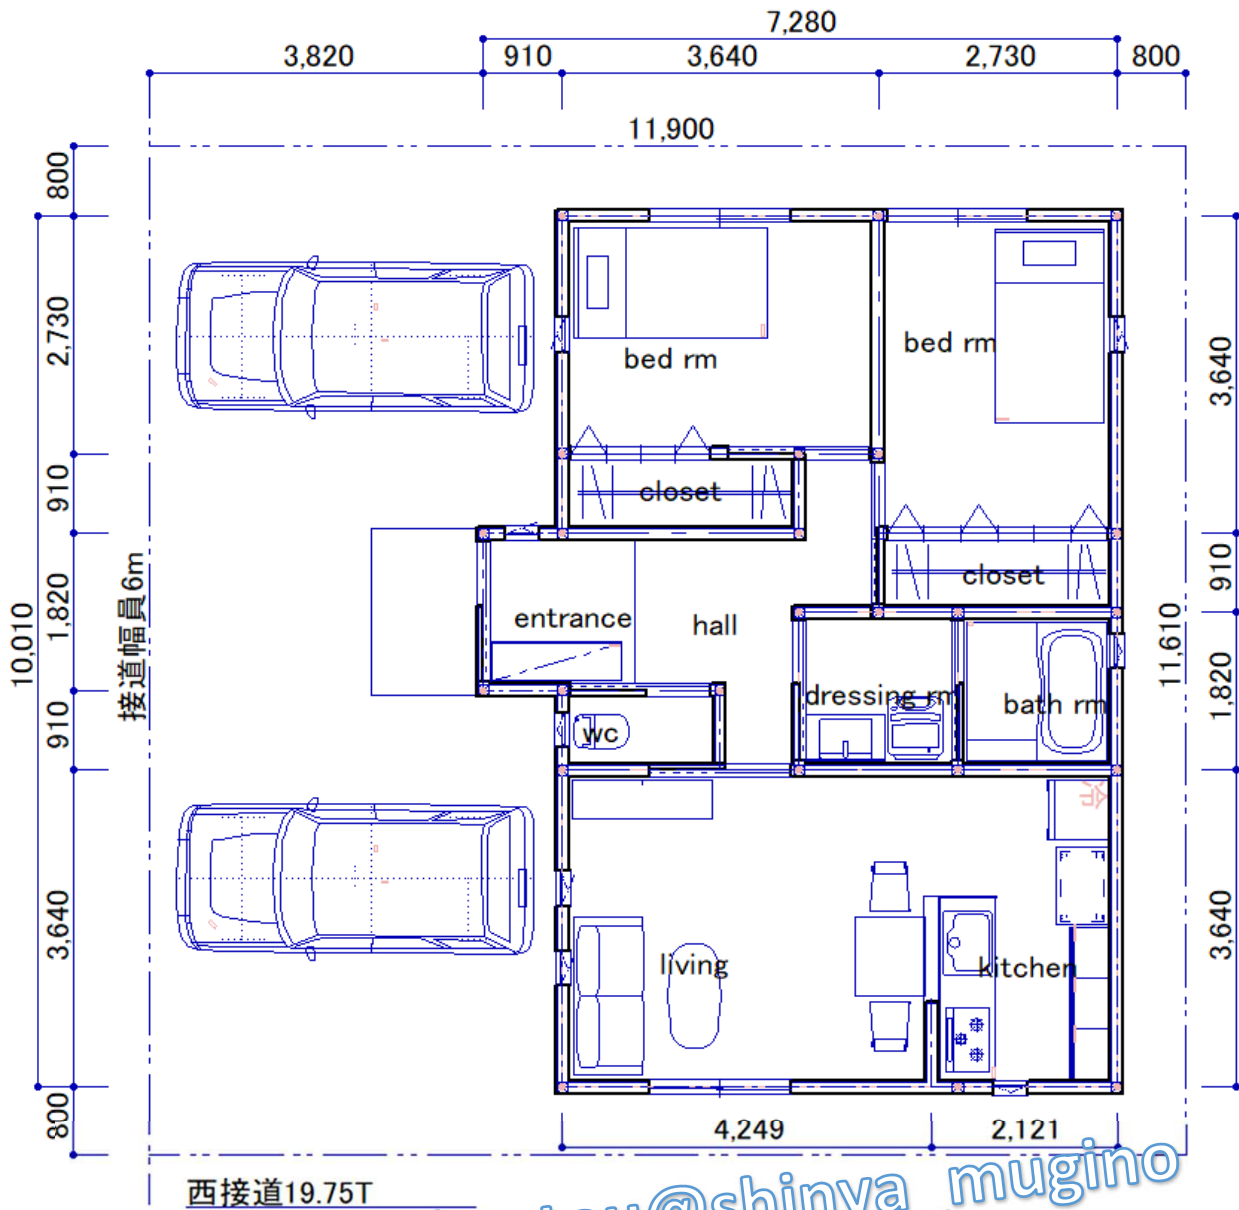 7,280
3,820 910 3,640 2,730 800
11,900
800
2,730
910
1,820
910
3,640
800
10,010
接道幅員6m
3,640
910
1,820
3,640
11,610
bed rm
bed rm
closet
closet
entrance
hall
dressing rm
bath rm
wc
冷
living
kitchen
4,249 2,121
西接道19.75T
@shinya_mugino